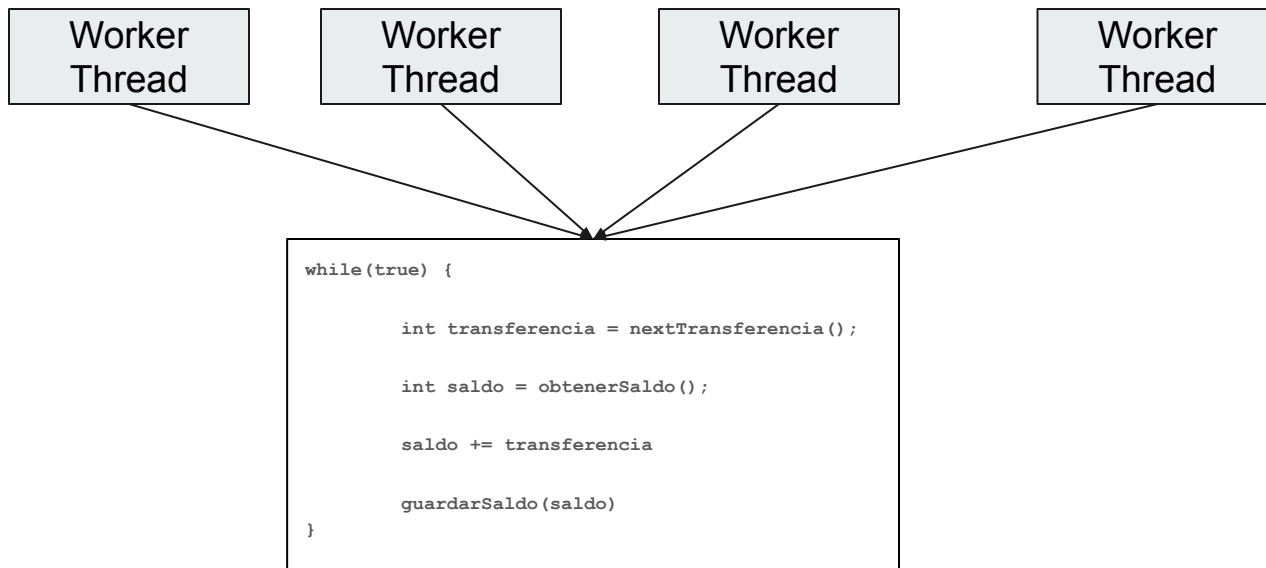 Worker
Thread
Worker
Thread
Worker
Thread
Worker
Thread
while(true) {
int transferencia = nextTransferencia();
int saldo = obtenerSaldo();
saldo += transferencia
guardarSaldo(saldo)
}